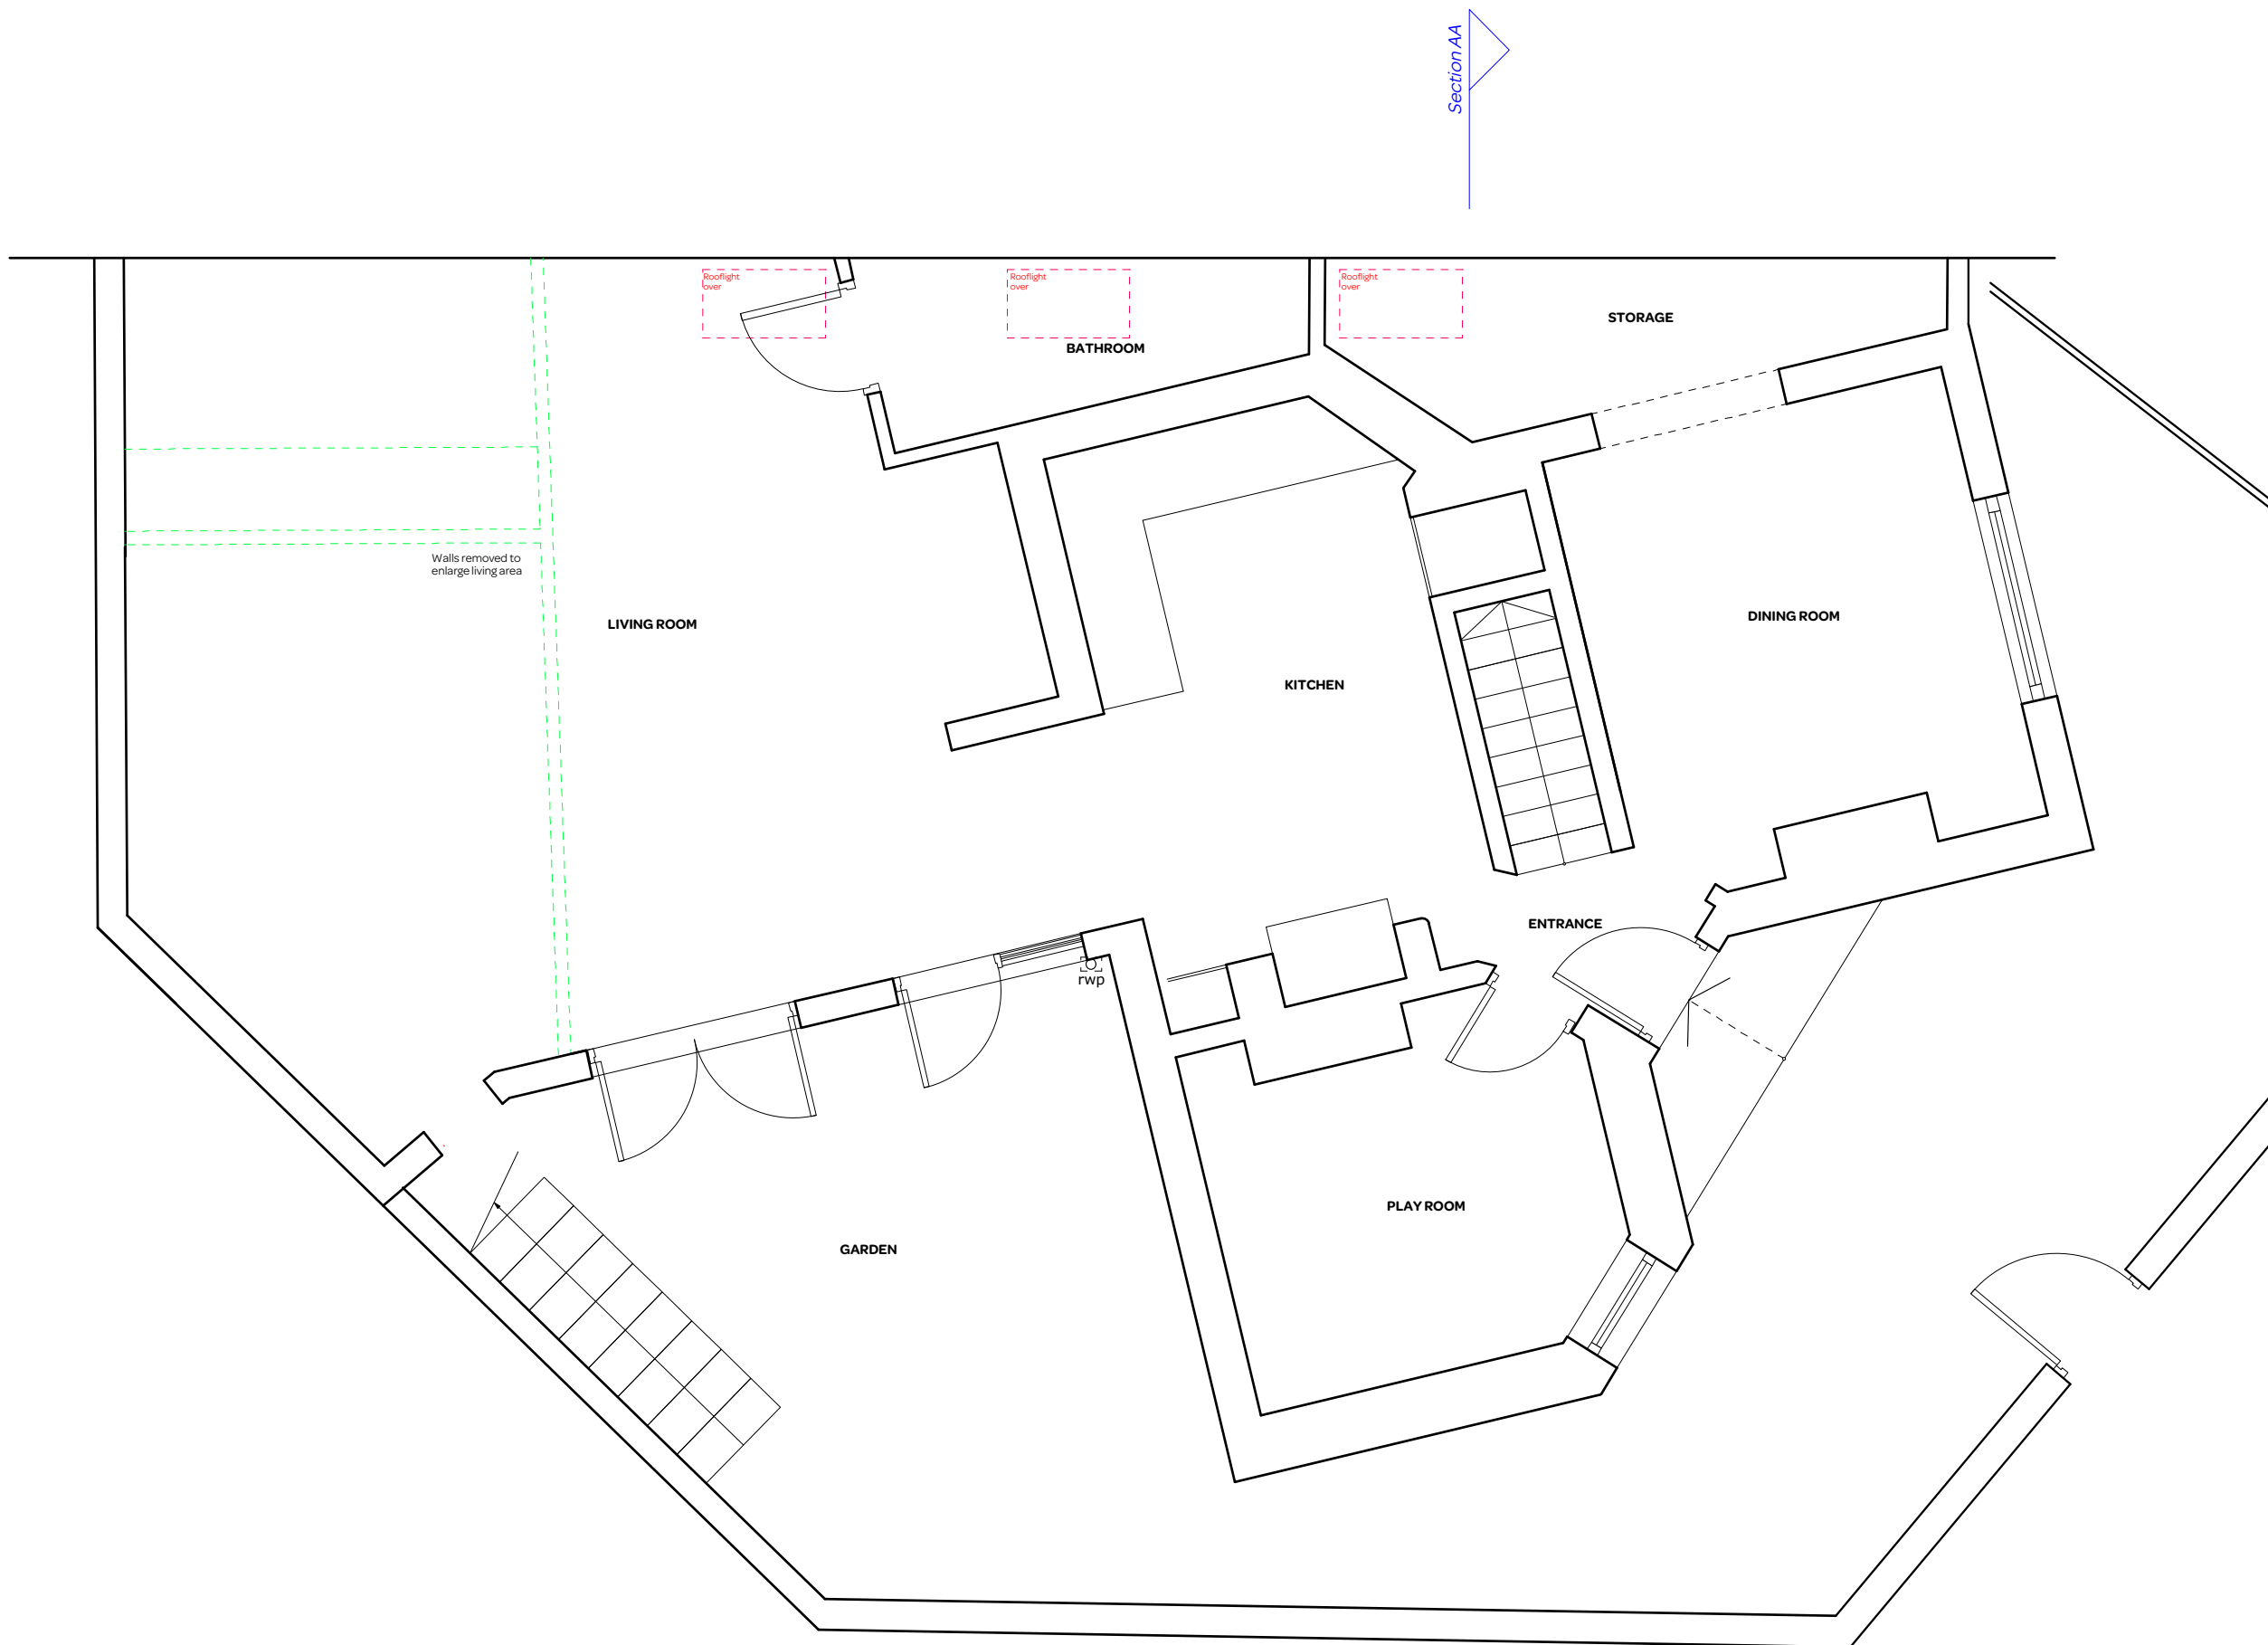 Section AA
Rooflight
over
Rooflight
over
Rooflight
over
STORAGE
BATHROOM
Walls removed to
enlarge living area
LIVING ROOM
DINING ROOM
KITCHEN
ENTRANCE
rwp
PLAY ROOM
GARDEN